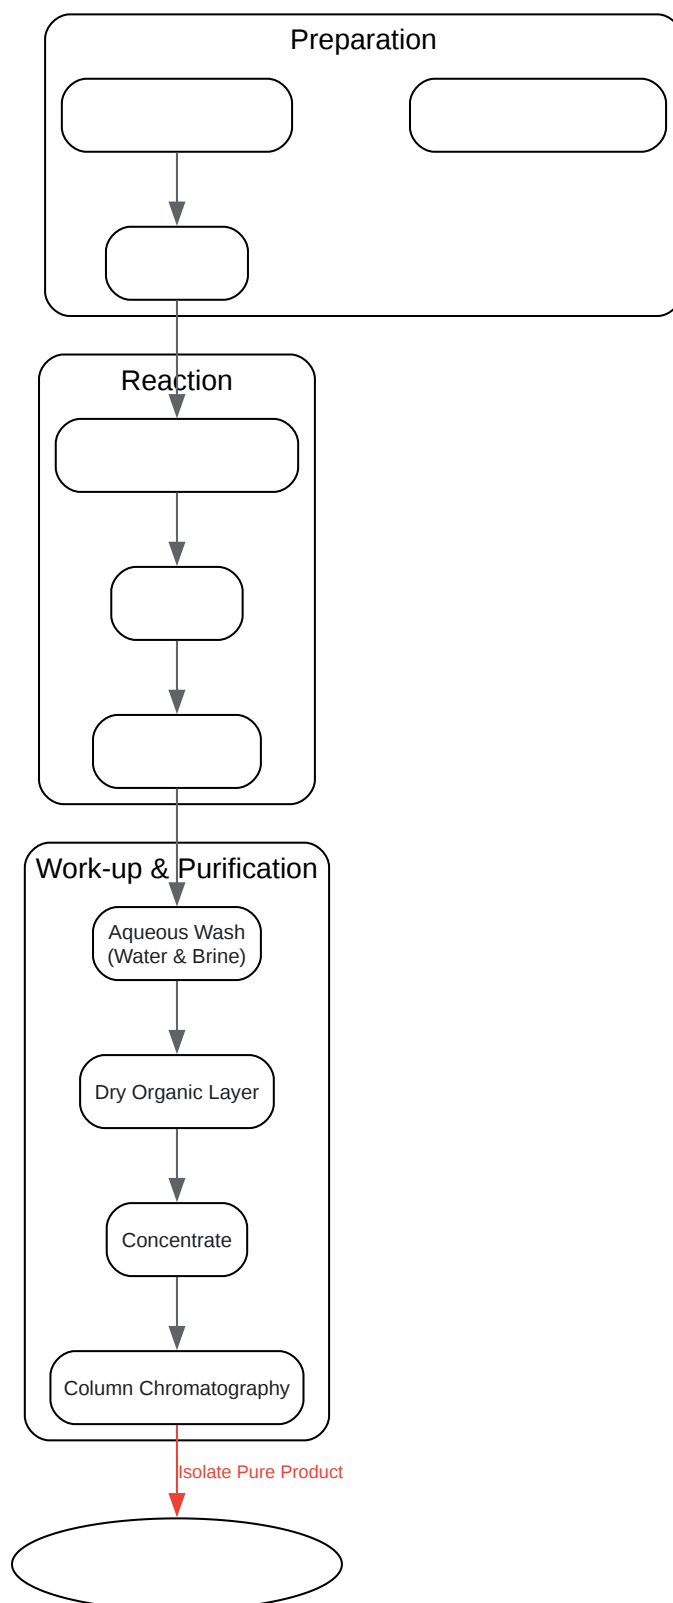 Preparation
Reaction
Work-up & Purification
Aqueous Wash
(Water & Brine)
Dry Organic Layer
Concentrate
Column Chromatography
Isolate Pure Product